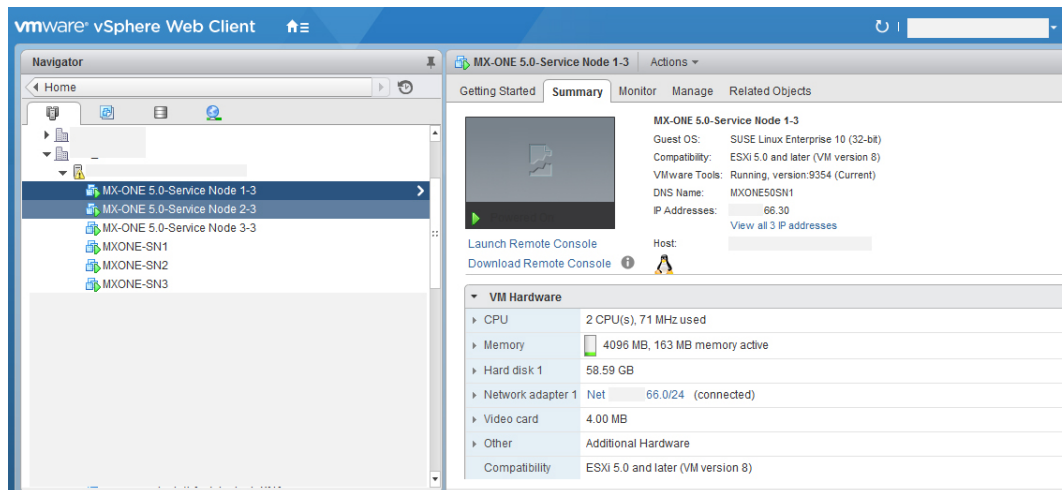 vmware® vSphere Web Client
Navigator
Home
MX-ONE 5.0-Service Node 1-3
MX-ONE 5.0-Service Node 2-3
MX-ONE 5.0-Service Node 3-3
MXONE-SN1
MXONE-SN2
MXONE-SN3
MX-ONE 5.0-Service Node 1-3 Actions
Getting Started Summary Monitor Manage Related Objects
MX-ONE 5.0-Service Node 1-3
Guest OS: SUSE Linux Enterprise 10 (32-bit)
Compatibility: ESXi 5.0 and later (VM version 8)
VMware Tools: Running, version:9354 (Current)
DNS Name: MXONE50SN1
IP Addresses: 66.30
View all 3 IP addresses
Host:
Launch Remote Console
Download Remote Console
VM Hardware
CPU 2 CPU(s), 71 MHz used
Memory 4096 MB, 163 MB memory active
Hard disk 1 58.59 GB
Network adapter 1 Net 66.0/24 (connected)
Video card 4.00 MB
Other Additional Hardware
Compatibility ESXi 5.0 and later (VM version 8)